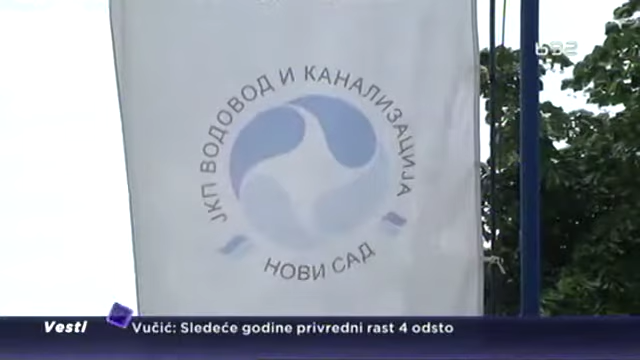 b92
ЈКП ВОДОВОД И КАНАЛИЗАЦИЈА
НОВИ САД
Vesti
Vučić: Sledeće godine privredni rast 4 odsto